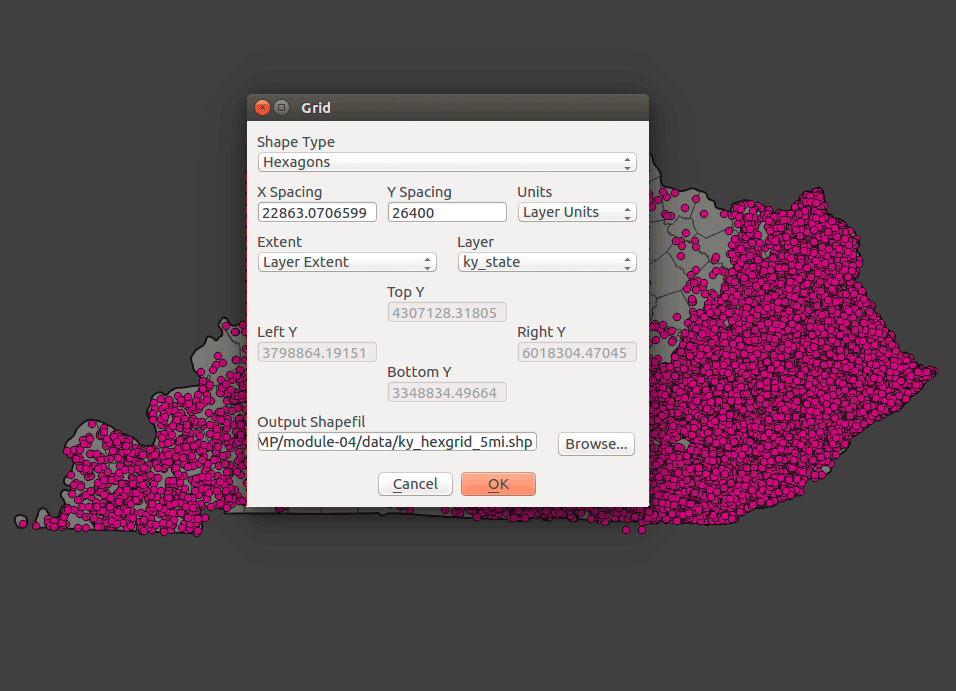 Grid
Shape Type
Hexagons
X Spacing Y Spacing Units
22863.0706599 26400 Layer Units
Extent Layer
Layer Extent ky_state
Top Y
4307128.31805
Left Y Right Y
3798864.19151 6018304.47045
Bottom Y
3348834.49664
Output Shapefil
MP/module-04/data/ky_hexgrid_5mi.shp Browse...
Cancel OK